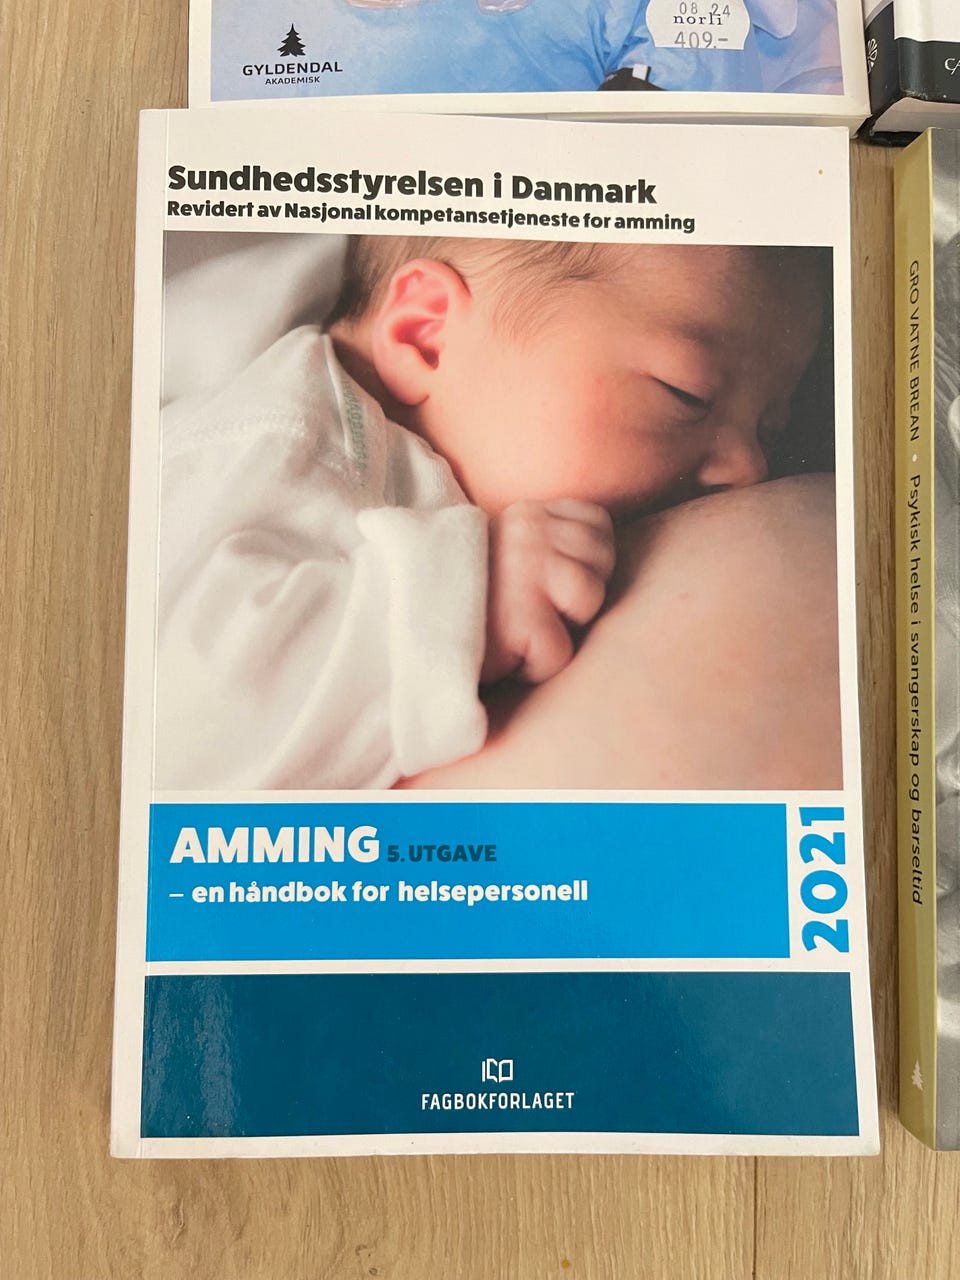 GYLDENDAL
AKADEMISK
08 24
norli
409.-
Sundhedsstyrelsen i Danmark
Revidert av Nasjonal kompetansetjeneste for amming
AMMING 5. UTGAVE
– en håndbok for helsepersonell
2021
FAGBOKFORLAGET
GRO VATNE BREAN • Psykisk helse i svangerskap og barseltid